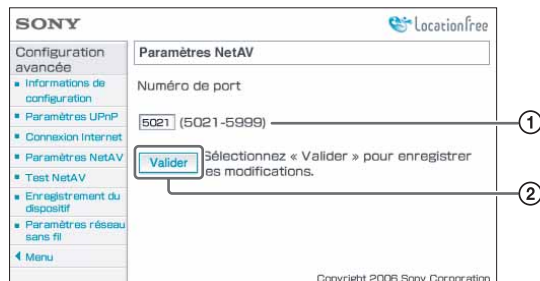 SONY
LocationFree
Configuration
avancée
Informations de
configuration
Paramètres UPnP
Connexion Internet
Paramètres NetAV
Test NetAV
Enregistrement du
dispositif
Paramètres réseau
sans fil
Menu
Paramètres NetAV
Numéro de port
5021 (5021-5999)
1
Valider
Sélectionnez « Valider » pour enregistrer
es modifications.
2
Copyright 2006 Sony Corporation